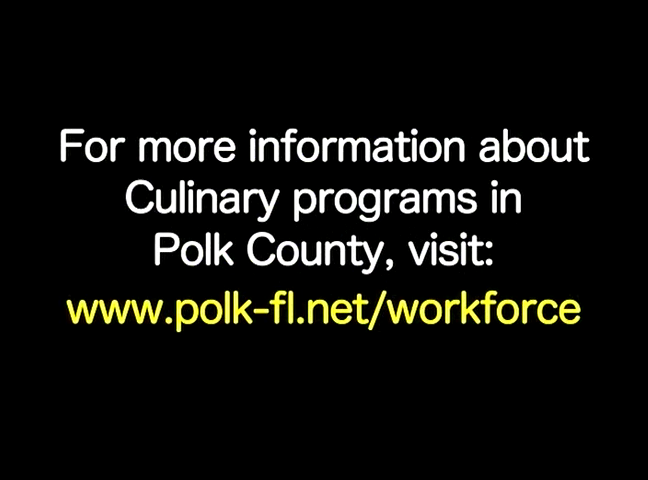 For more information about
Culinary programs in
Polk County, visit:
www.polk-fl.net/workforce